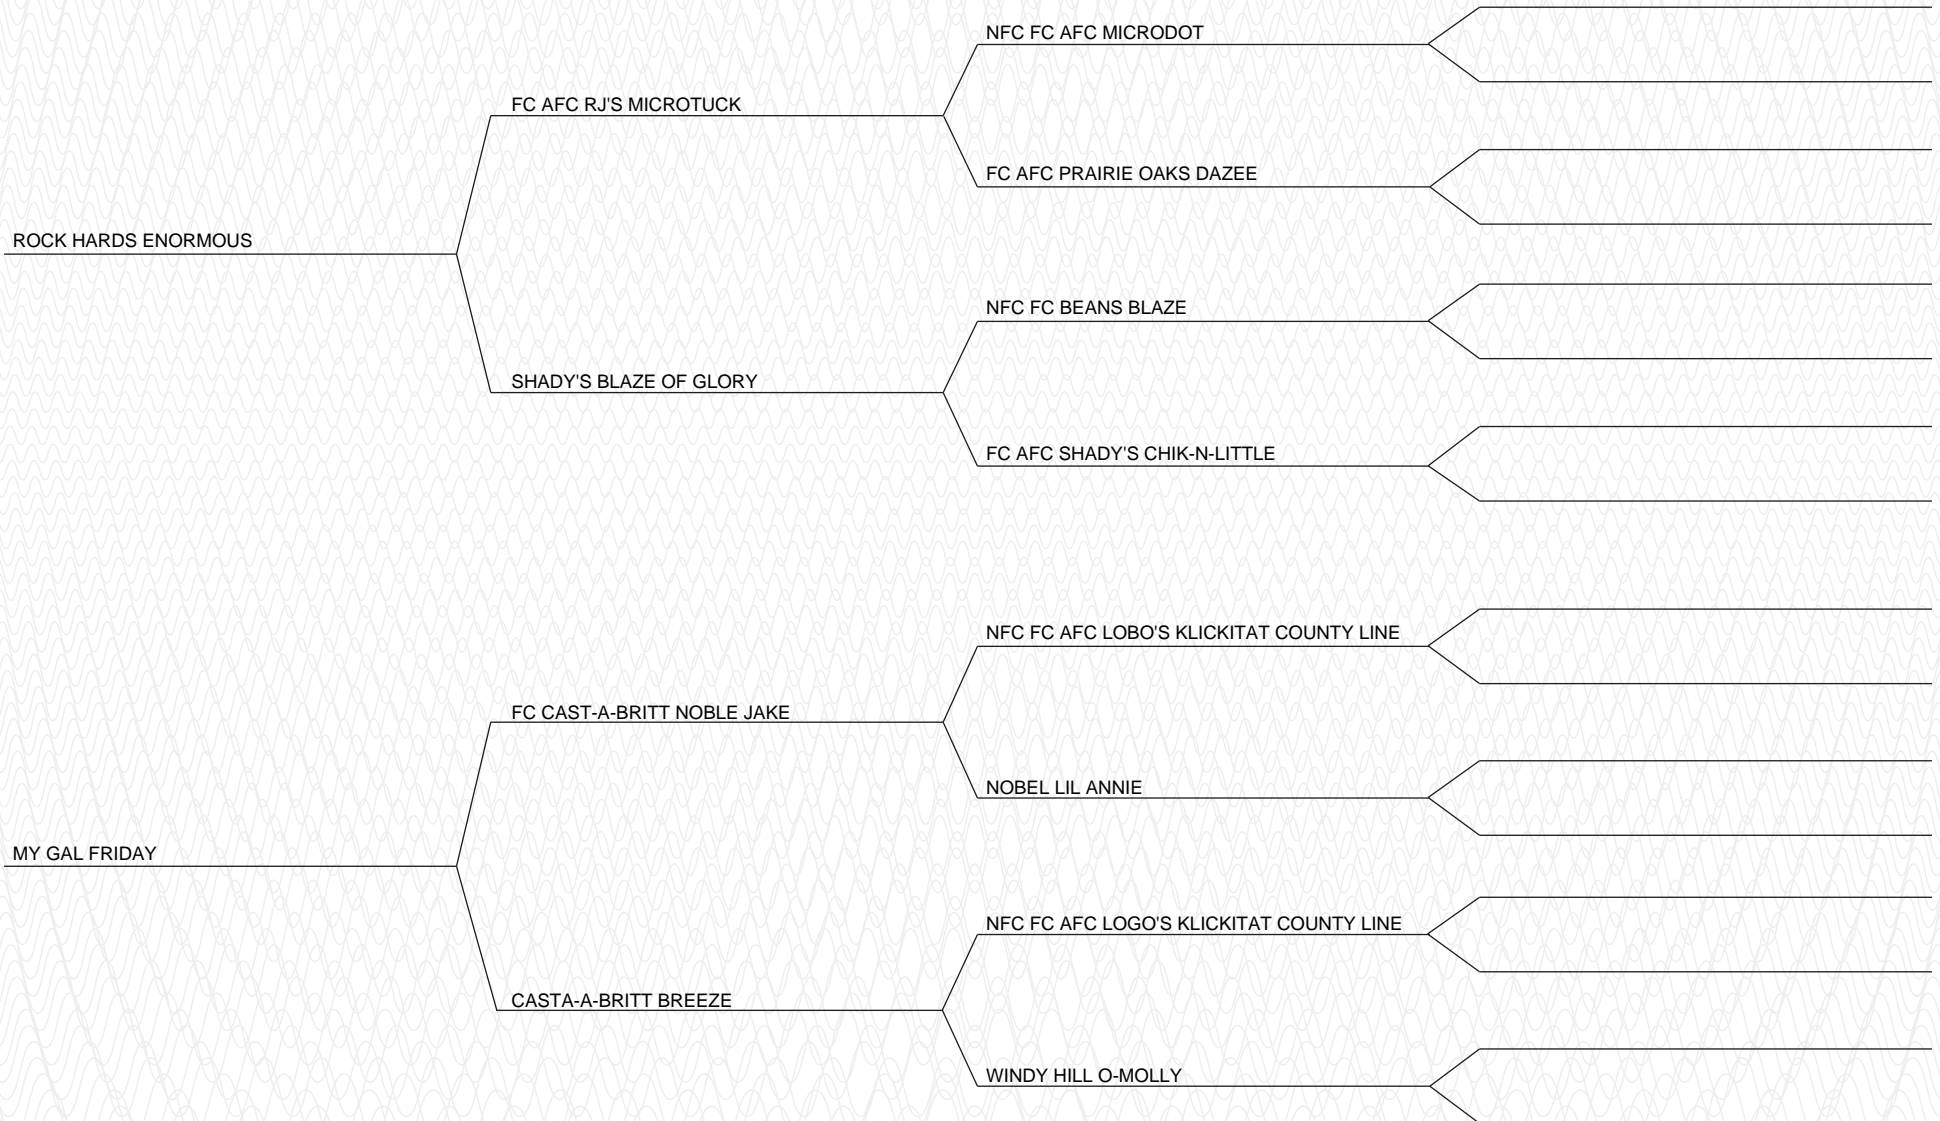 NFC FC AFC MICRODOT
FC AFC RJ'S MICROTUCK
FC AFC PRAIRIE OAKS DAZEE
ROCK HARDS ENORMOUS
NFC FC BEANS BLAZE
SHADY'S BLAZE OF GLORY
FC AFC SHADY'S CHIK-N-LITTLE
NFC FC AFC LOBO'S KLICKITAT COUNTY LINE
FC CAST-A-BRITT NOBLE JAKE
NOBEL LIL ANNIE
MY GAL FRIDAY
NFC FC AFC LOGO'S KLICKITAT COUNTY LINE
CASTA-A-BRITT BREEZE
WINDY HILL O-MOLLY